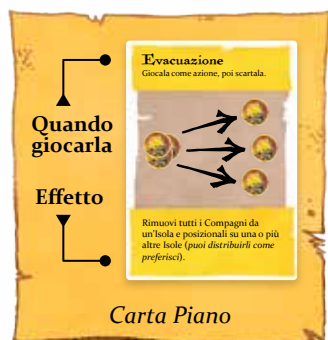 Evacuazione
Giocala come azione, poi scartala.
Quando
giocarla
Effetto
Rimuovi tutti i Compagni da
un'Isola e posizionali su una o più
altre Isole (puoi distribuirli come
preferisci).
Carta Piano